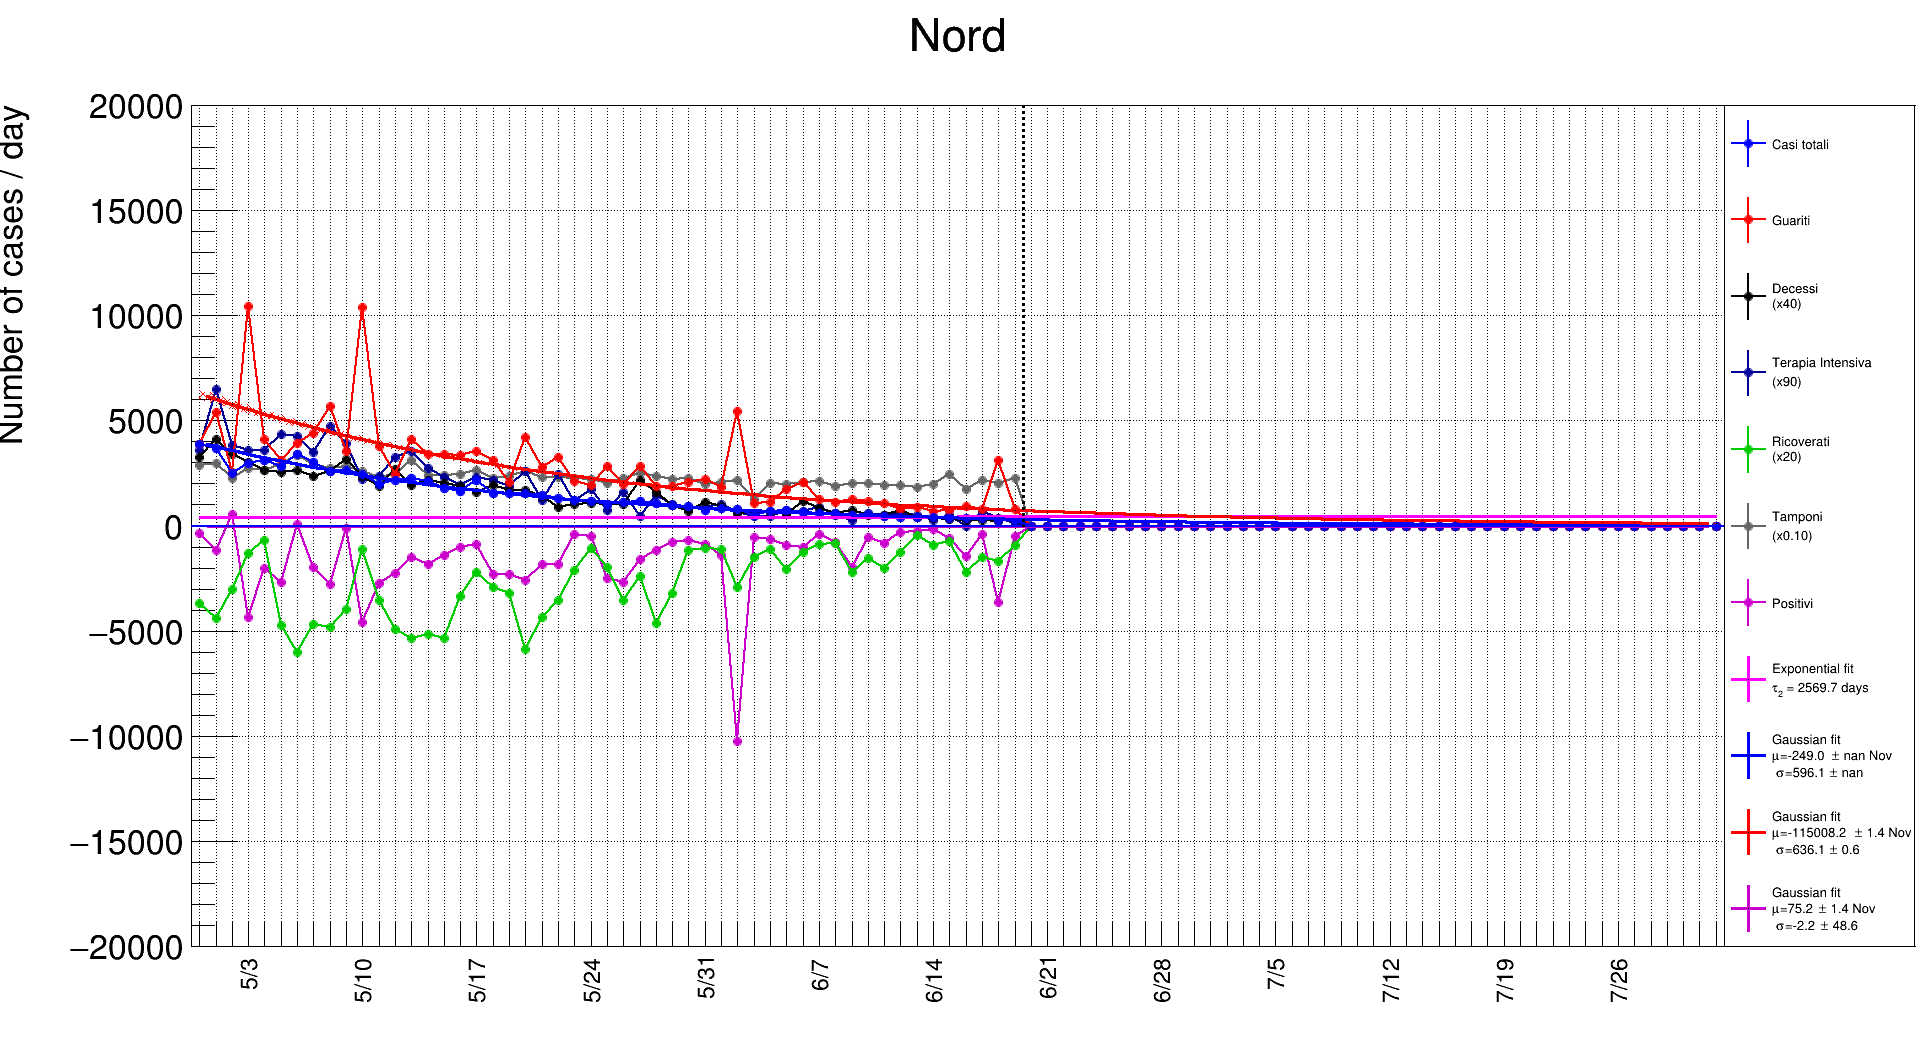 Nord
Number of cases / day
20000
15000
10000
5000
0
−5000
−10000
−15000
−20000
5/3
5/10
5/17
5/24
5/31
6/7
6/14
6/21
6/28
7/5
7/12
7/19
7/26
Casi totali
Guariti
Decessi
(x40)
Terapia Intensiva
(x90)
Ricoverati
(x20)
Tamponi
(x0.10)
Positivi
Exponential fit
τ2 = 2569.7 days
Gaussian fit
μ=-249.0 ± nan Nov
σ=596.1 ± nan
Gaussian fit
μ=-115008.2 ± 1.4 Nov
σ=636.1 ± 0.6
Gaussian fit
μ=75.2 ± 1.4 Nov
σ=-2.2 ± 48.6